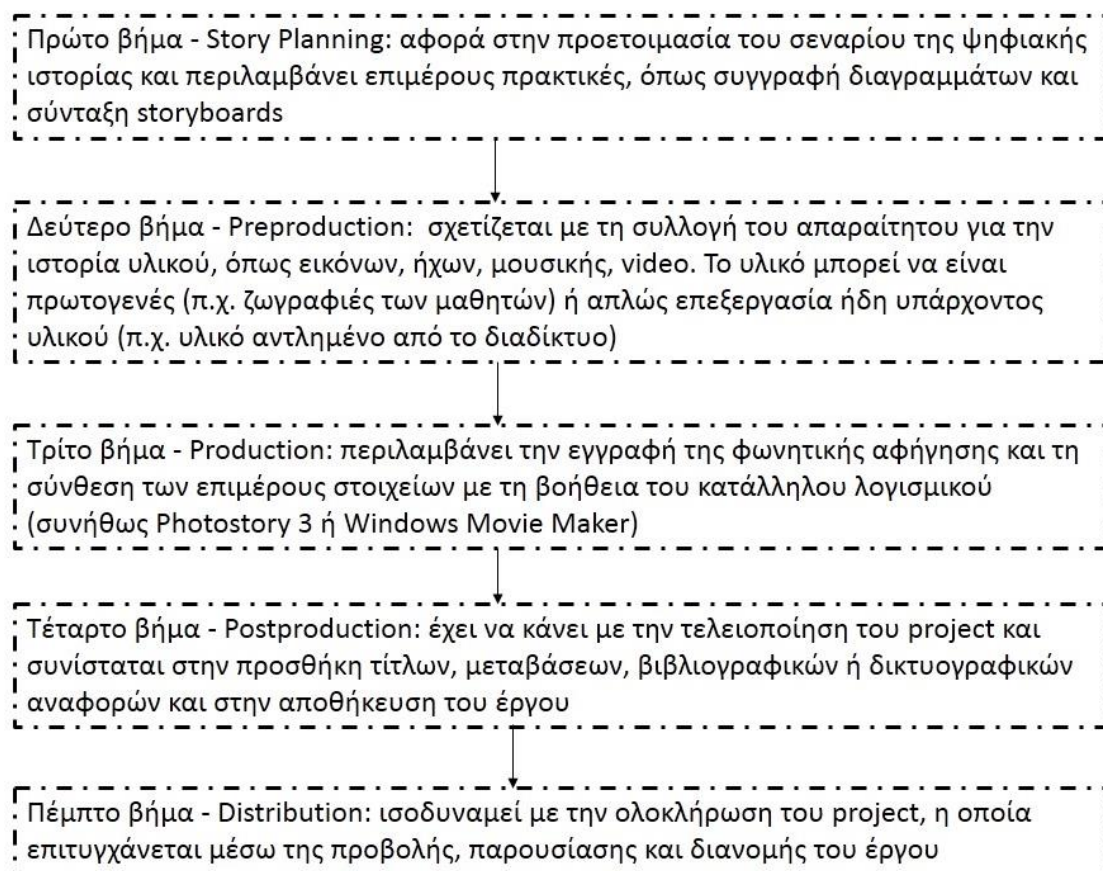 Πρώτο βήμα - Story Planning: αφορά στην προετοιμασία του σεναρίου της ψηφιακής
ιστορίας και περιλαμβάνει επιμέρους πρακτικές, όπως συγγραφή διαγραμμάτων και
σύνταξη storyboards
Δεύτερο βήμα - Preproduction: σχετίζεται με τη συλλογή του απαραίτητου για την
ιστορία υλικού, όπως εικόνων, ήχων, μουσικής, video. Το υλικό μπορεί να είναι
πρωτογενές (π.χ. ζωγραφιές των μαθητών) ή απλώς επεξεργασία ήδη υπάρχοντος
υλικού (π.χ. υλικό αντλημένο από το διαδίκτυο)
Τρίτο βήμα - Production: περιλαμβάνει την εγγραφή της φωνητικής αφήγησης και τη
σύνθεση των επιμέρους στοιχείων με τη βοήθεια του κατάλληλου λογισμικού
(συνήθως Photostory 3 ή Windows Movie Maker)
Τέταρτο βήμα - Postproduction: έχει να κάνει με την τελειοποίηση του project και
συνίσταται στην προσθήκη τίτλων, μεταβάσεων, βιβλιογραφικών ή δικτυογραφικών
αναφορών και στην αποθήκευση του έργου
Πέμπτο βήμα - Distribution: ισοδυναμεί με την ολοκλήρωση του project, η οποία
επιτυγχάνεται μέσω της προβολής, παρουσίασης και διανομής του έργου